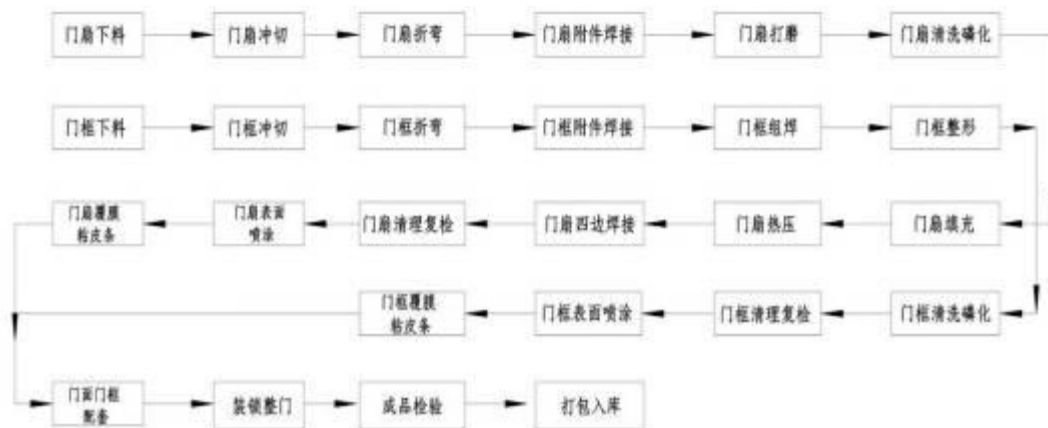 门扇下料
门扇冲切
门扇折弯
门扇附件焊接
门扇打磨
门扇清洗磷化
门框下料
门框冲切
门框折弯
门框附件焊接
门框组焊
门框整形
门扇覆膜
粘皮条
门扇表面
喷涂
门扇清理复检
门扇四边焊接
门扇热压
门扇填充
门框覆膜
粘皮条
门框表面喷涂
门框清理复检
门框清洗磷化
门面门框
配套
装锁整门
成品检验
打包入库